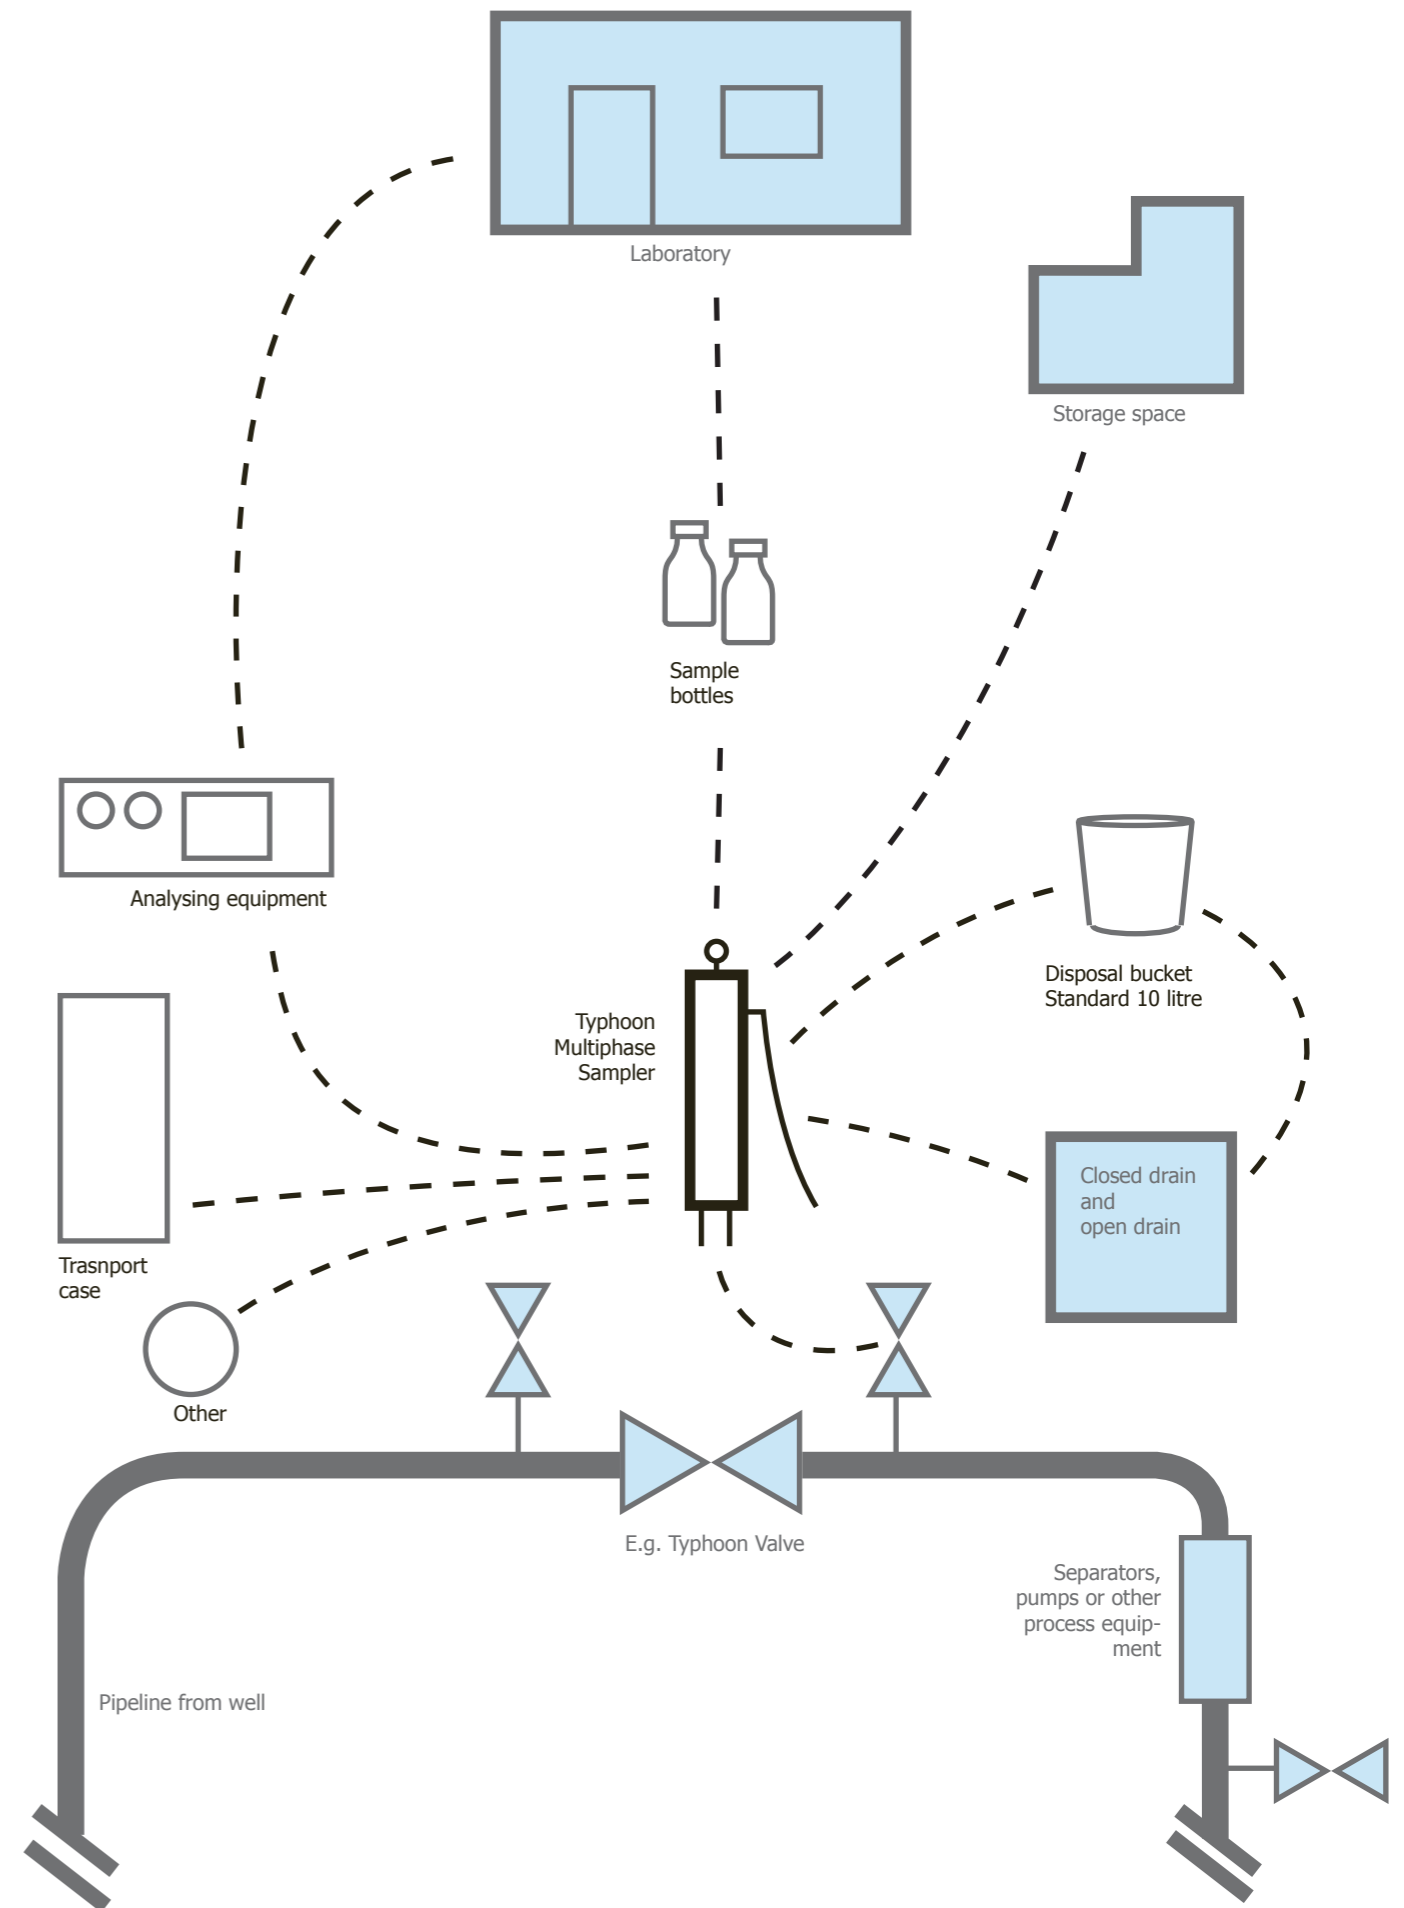 Laboratory
Storage space
Sample
bottles
Analysing equipment
Disposal bucket
Standard 10 litre
Typhoon
Multiphase
Sampler
Closed drain
and
open drain
Trasnport
case
Other
E.g. Typhoon Valve
Separators,
pumps or other
process equip-
ment
Pipeline from well